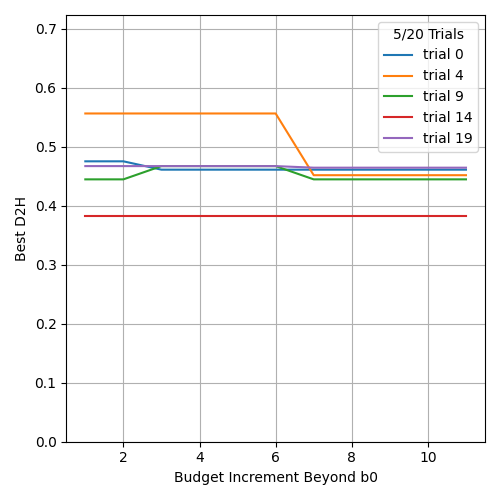 5/20 Trials
trial 0
trial 4
trial 9
trial 14
trial 19
Best D2H
0.7
0.6
0.5
0.4
0.3
0.2
0.1
0.0
2 4 6 8 10
Budget Increment Beyond b0